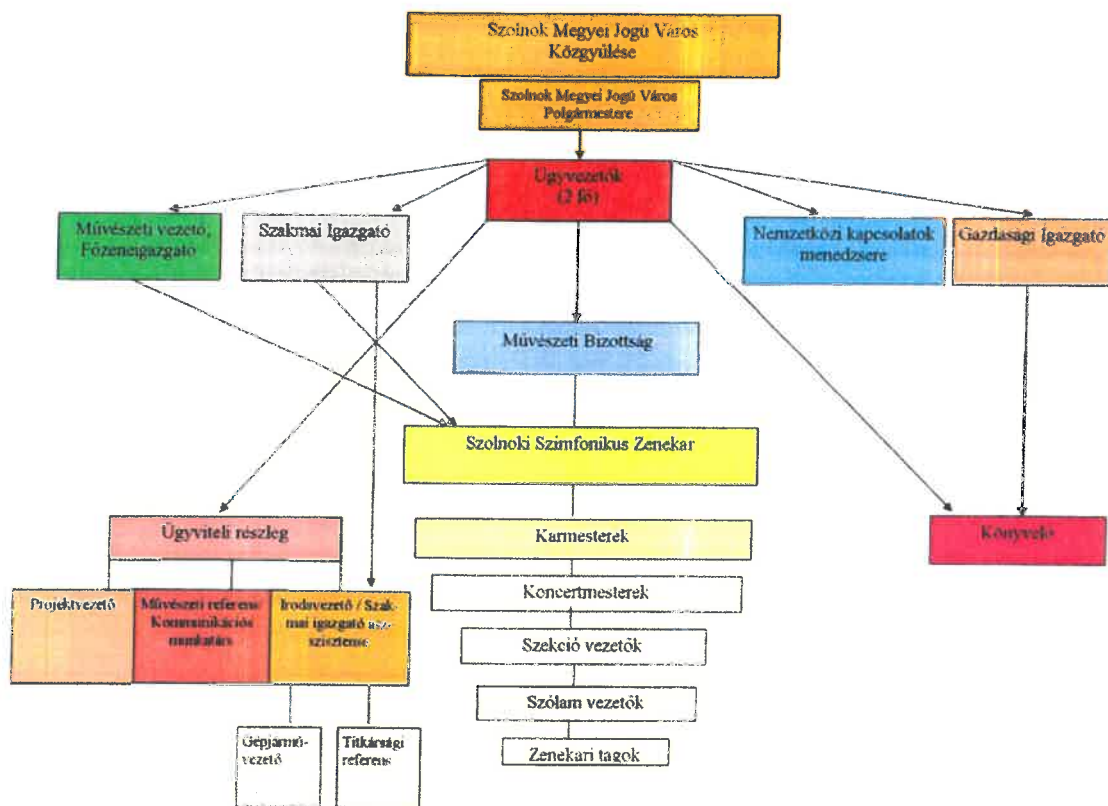 Szolnok Megyei Jogú Város
Közgyűlése
Szolnok Megyei Jogú Város
Polgármestere
Ügyvezetők
(2 fő)
Művészeti vezető,
Főzeneigazgató
Szakmai Igazgató
Nemzetközi kapcsolatok
menedzsere
Gazdasági Igazgató
Művészeti Bizottság
Szolnoki Szimfonikus Zenekar
Ügyviteli részleg
Karmesterek
Könyvelő
Projektvezető
Művészeti referens/
Kommunikációs
munkatárs
Irodavezető / Szak-
mai igazgató asz-
szisztense
Koncertmesterek
Szekció vezetők
Szólam vezetők
Zenekari tagok
Gépjármű-
vezető
Titkársági
referens